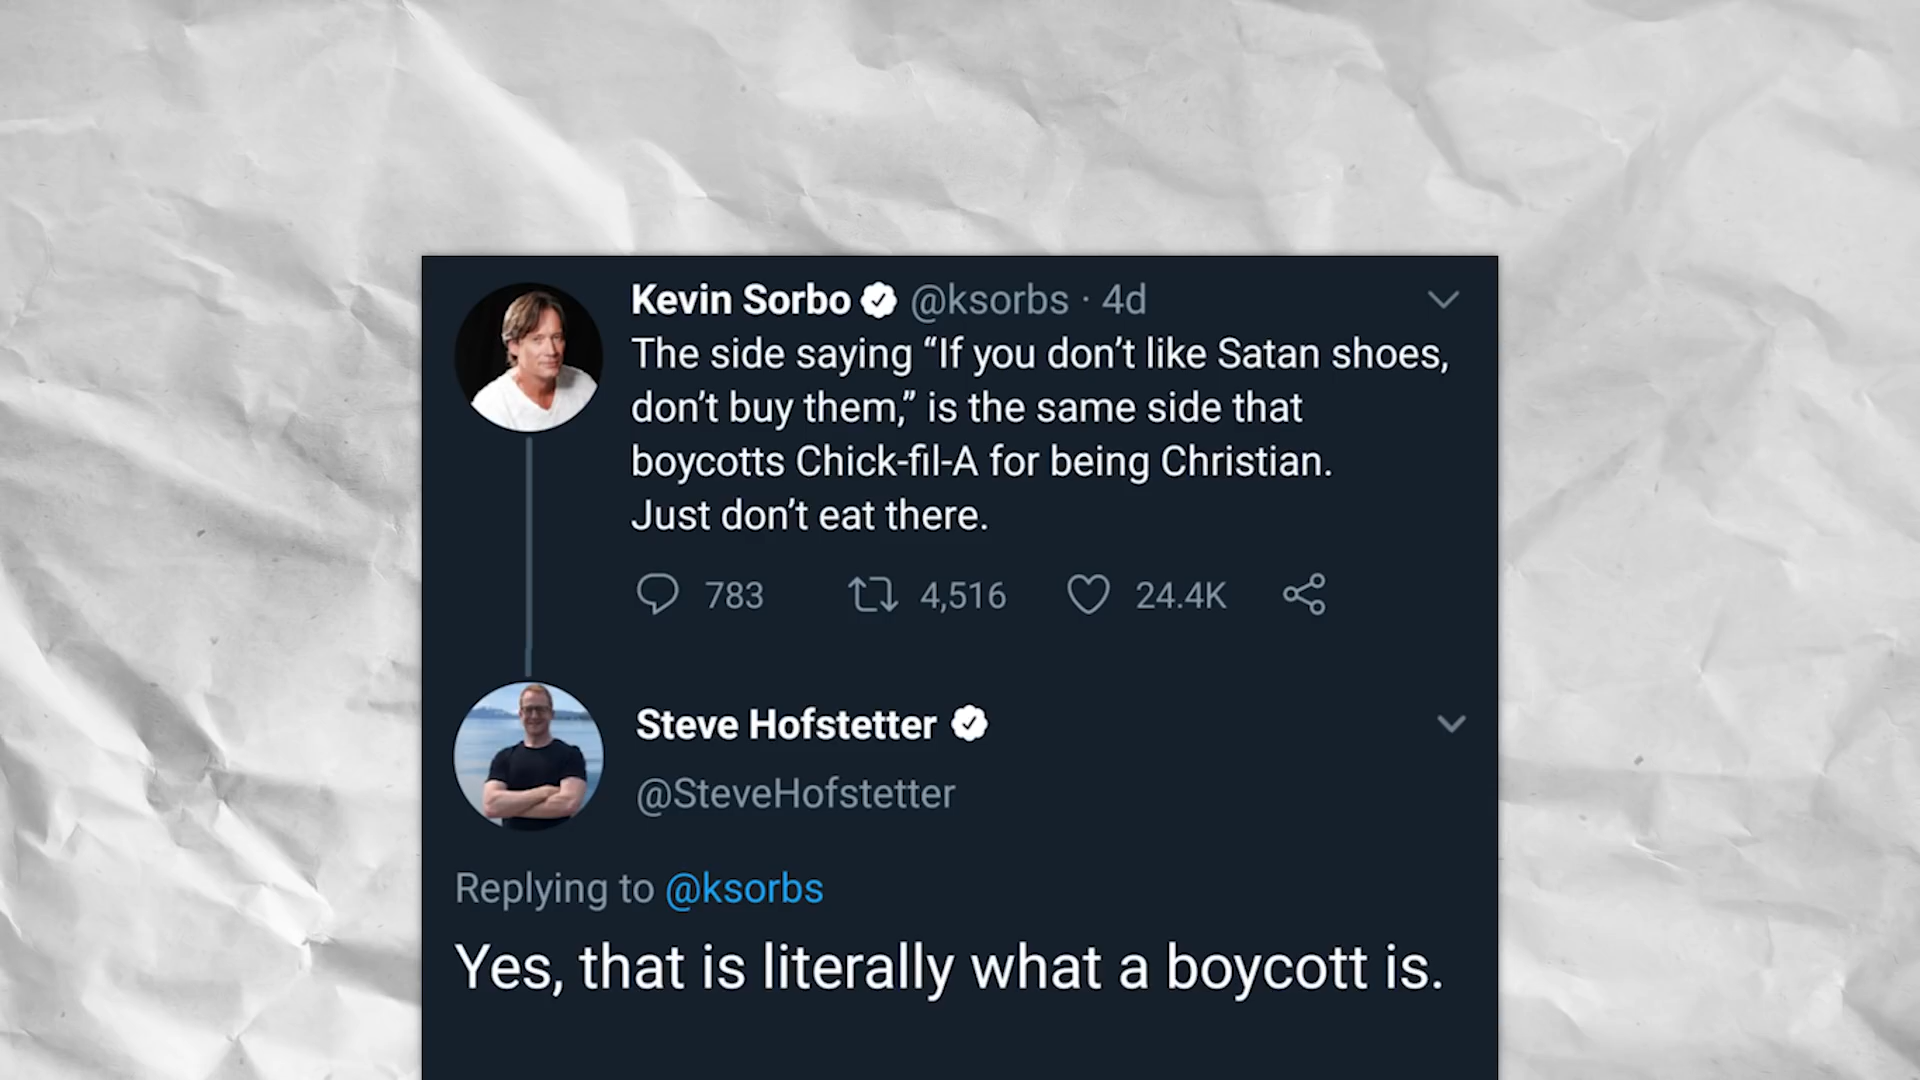 Kevin Sorbo @ksorbs · 4d
The side saying “If you don’t like Satan shoes,
don’t buy them,” is the same side that
boycotts Chick-fil-A for being Christian.
Just don’t eat there.
783 4,516 24.4K
Steve Hofstetter
@SteveHofstetter
Replying to @ksorbs
Yes, that is literally what a boycott is.